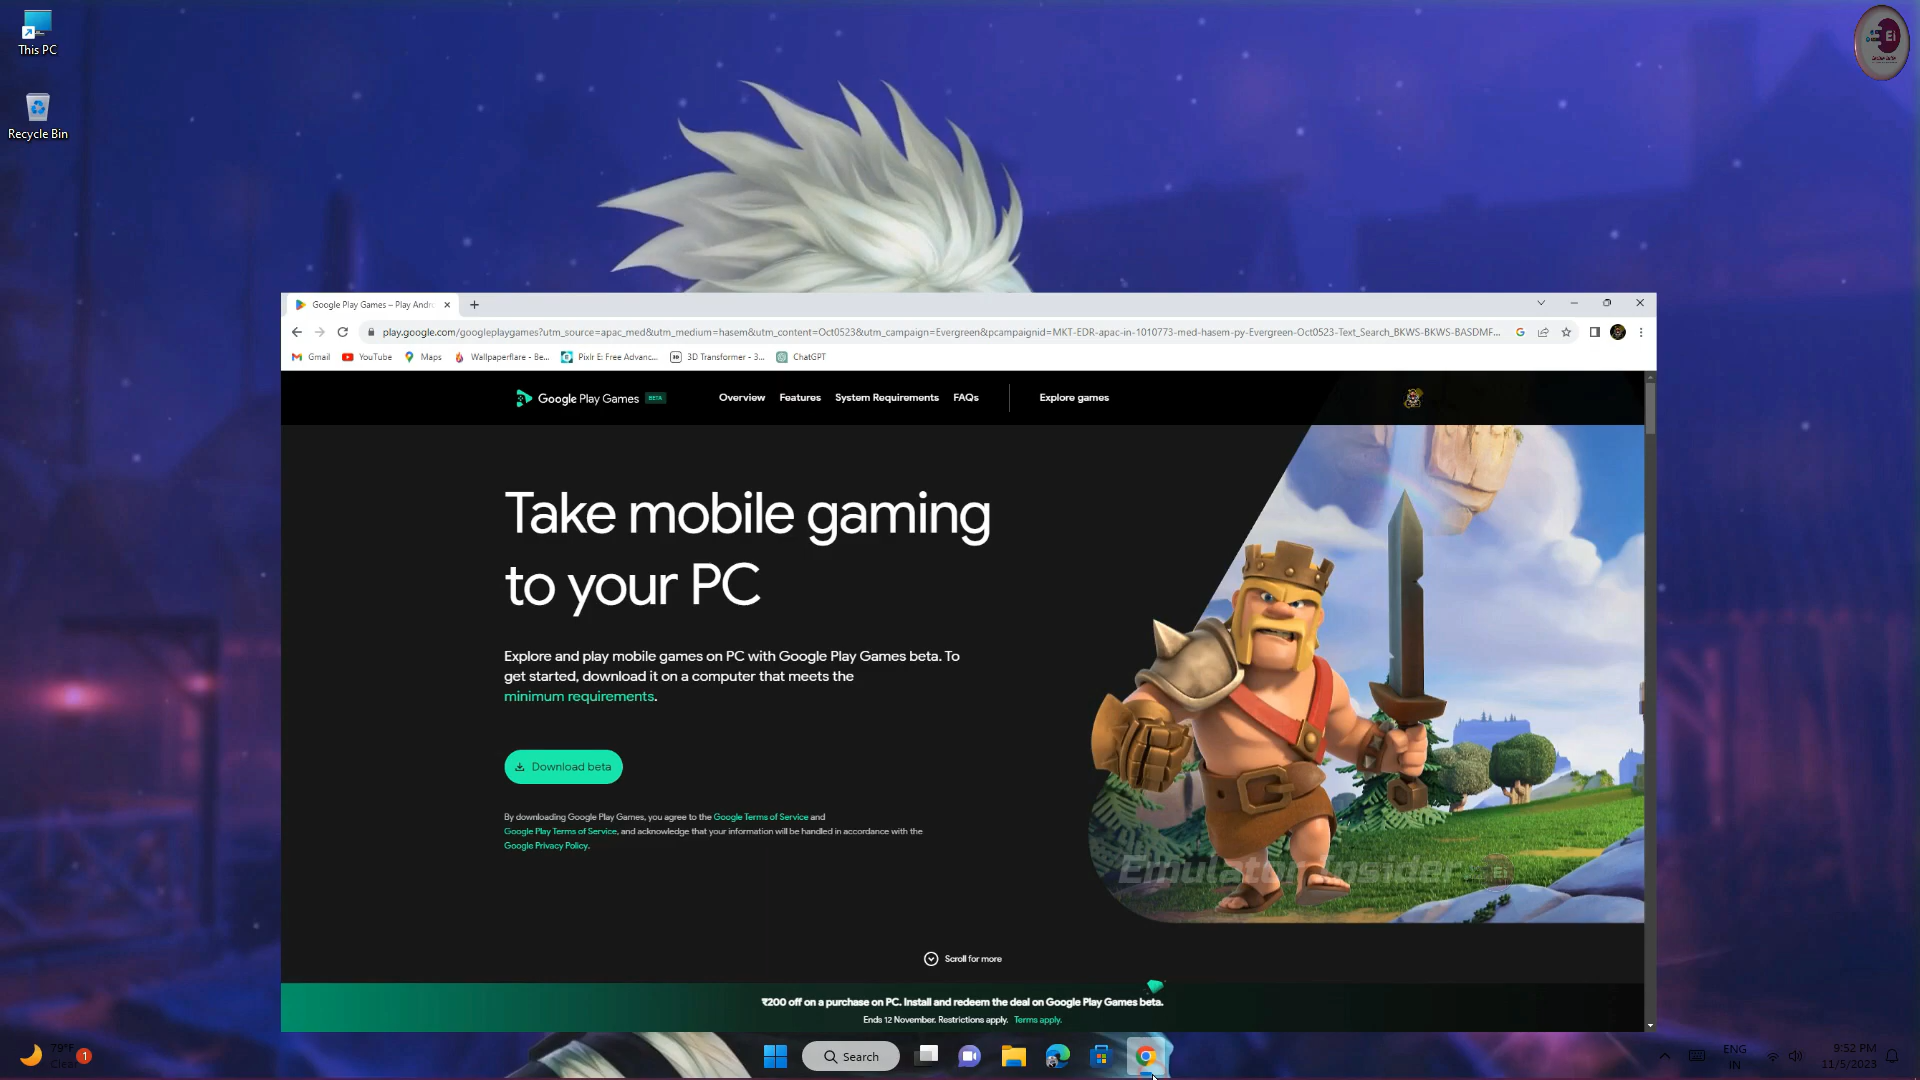 This PC
Recycle Bin
Google Play Games – Play Andr
play.google.com/googleplaygames?utm_source=apac_med&utm_medium=hasem&utm_content=Oct0523&utm_campaign=Evergreen&pcampaignid=MKT-EDR-apac-in-1010773-med-hasem-py-Evergreen-Oct0523-Text_Search_BKWS-BKWS-BASDMF...
Gmail YouTube Maps Wallpaperflare - Be... Pixlr E: Free Advanc... 3D Transformer - 3... ChatGPT
Google Play Games BETA Overview Features System Requirements FAQs Explore games
Take mobile gaming
to your PC
Explore and play mobile games on PC with Google Play Games beta. To
get started, download it on a computer that meets the
minimum requirements.
Download beta
By downloading Google Play Games, you agree to the Google Terms of Service and
Google Play Terms of Service, and acknowledge that your information will be handled in accordance with the
Google Privacy Policy.
Emulator Insider
Scroll for more
₹200 off on a purchase on PC. Install and redeem the deal on Google Play Games beta.
Ends 12 November. Restrictions apply. Terms apply.
79°F
Clear
1
Search
ENG
IN
9:52 PM
11/5/2023